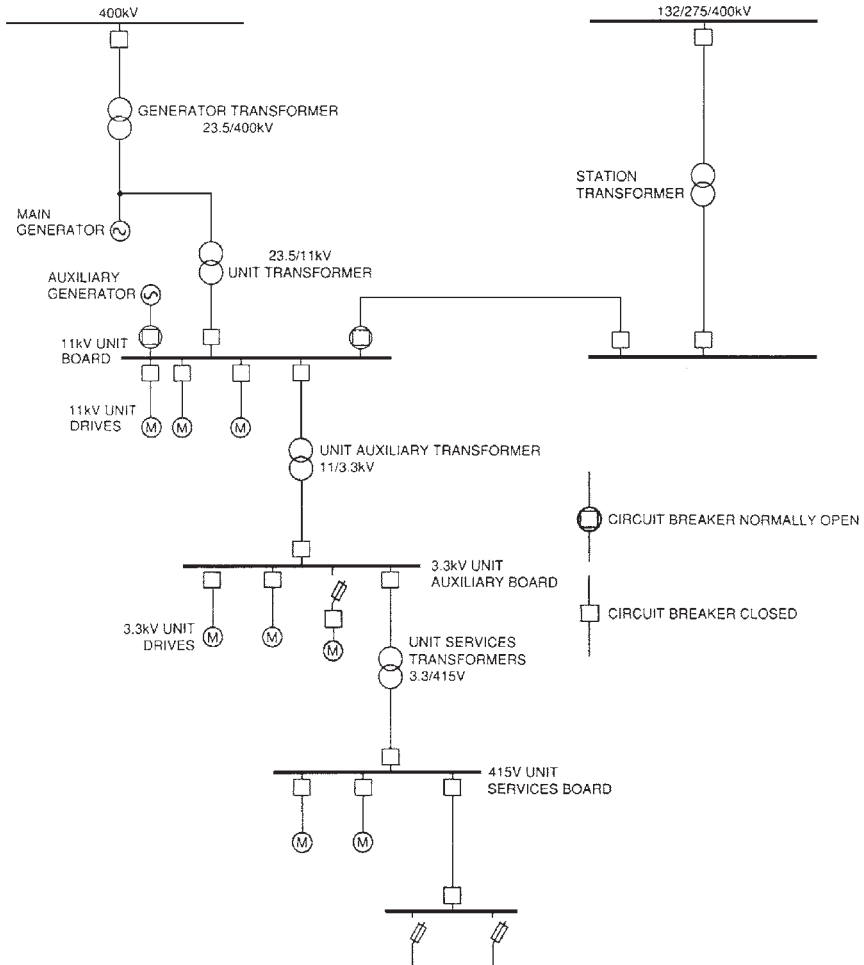 400kV
132/275/400kV
GENERATOR TRANSFORMER
23.5/400kV
STATION
TRANSFORMER
MAIN
GENERATOR
23.5/11kV
UNIT TRANSFORMER
AUXILIARY
GENERATOR
11kV UNIT
BOARD
11kV UNIT
DRIVES
M
M
M
UNIT AUXILIARY TRANSFORMER
11/3.3kV
CIRCUIT BREAKER NORMALLY OPEN
3.3kV UNIT
AUXILIARY BOARD
CIRCUIT BREAKER CLOSED
3.3kV UNIT
DRIVES
M
M
M
UNIT SERVICES
TRANSFORMERS
3.3/415V
415V UNIT
SERVICES BOARD
M
M